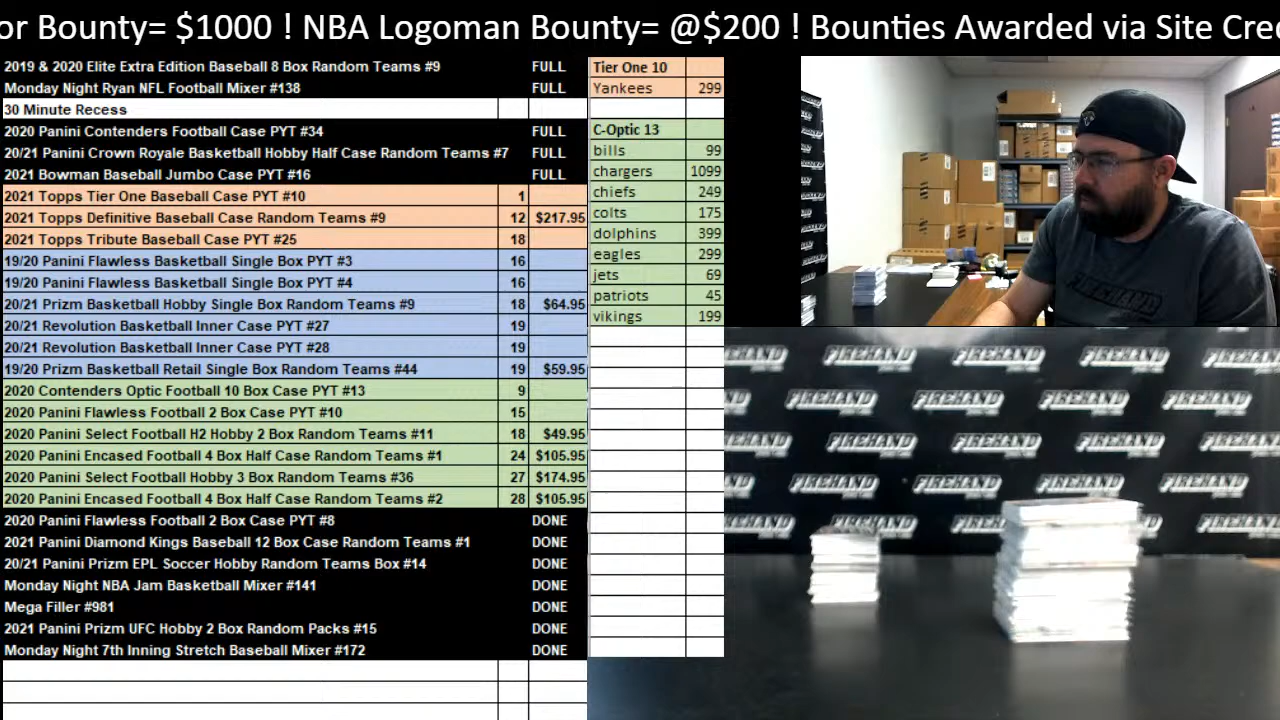 or Bounty= $1000 ! NBA Logoman Bounty= @$200 ! Bounties Awarded via Site Cre
2019 & 2020 Elite Extra Edition Baseball 8 Box Random Teams #9 FULL
Monday Night Ryan NFL Football Mixer #138 FULL
30 Minute Recess
2020 Panini Contenders Football Case PYT #34 FULL
20/21 Panini Crown Royale Basketball Hobby Half Case Random Teams #7 FULL
2021 Bowman Baseball Jumbo Case PYT #16 FULL
2021 Topps Tier One Baseball Case PYT #10 1
2021 Topps Definitive Baseball Case Random Teams #9 12 $217.95
2021 Topps Tribute Baseball Case PYT #25 18
19/20 Panini Flawless Basketball Single Box PYT #3 16
19/20 Panini Flawless Basketball Single Box PYT #4 16
20/21 Prizm Basketball Hobby Single Box Random Teams #9 18 $64.95
20/21 Revolution Basketball Inner Case PYT #27 19
20/21 Revolution Basketball Inner Case PYT #28 19
19/20 Prizm Basketball Retail Single Box Random Teams #44 19 $59.95
2020 Contenders Optic Football 10 Box Case PYT #13 9
2020 Panini Flawless Football 2 Box Case PYT #10 15
2020 Panini Select Football H2 Hobby 2 Box Random Teams #11 18 $49.95
2020 Panini Encased Football 4 Box Half Case Random Teams #1 24 $105.95
2020 Panini Select Football Hobby 3 Box Random Teams #36 27 $174.95
2020 Panini Encased Football 4 Box Half Case Random Teams #2 28 $105.95
2020 Panini Flawless Football 2 Box Case PYT #8 DONE
2021 Panini Diamond Kings Baseball 12 Box Case Random Teams #1 DONE
20/21 Panini Prizm EPL Soccer Hobby Random Teams Box #14 DONE
Monday Night NBA Jam Basketball Mixer #141 DONE
Mega Filler #981 DONE
2021 Panini Prizm UFC Hobby 2 Box Random Packs #15 DONE
Monday Night 7th Inning Stretch Baseball Mixer #172 DONE
Tier One 10
Yankees 299
C-Optic 13
bills 99
chargers 1099
chiefs 249
colts 175
dolphins 399
eagles 299
jets 69
patriots 45
vikings 199
FIREHAND
FIREHAND
FIREHAND
FIREHAND
FIREHAND
FIREHAND
FIREHAND
FIREHAND
FIREHAND
FIREHAND
FIREHAND
FIREHAND